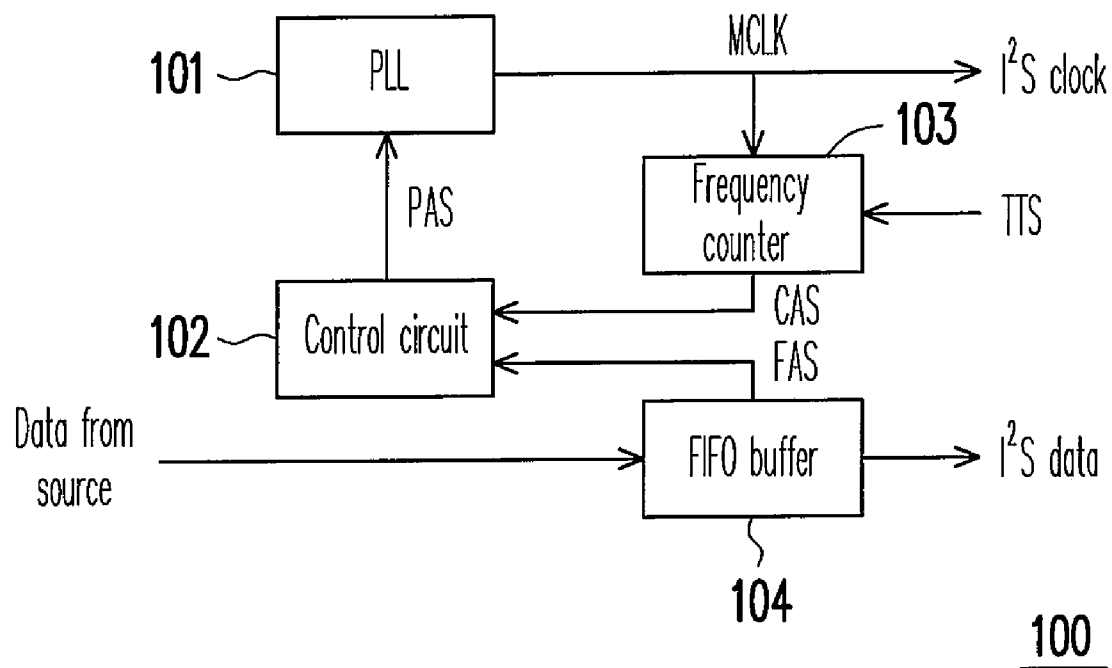 MCLK
101
PLL
I²S clock
103
PAS
Frequency
counter
TTS
102
Control circuit
CAS
FAS
Data from
source
FIFO buffer
I²S data
104
100